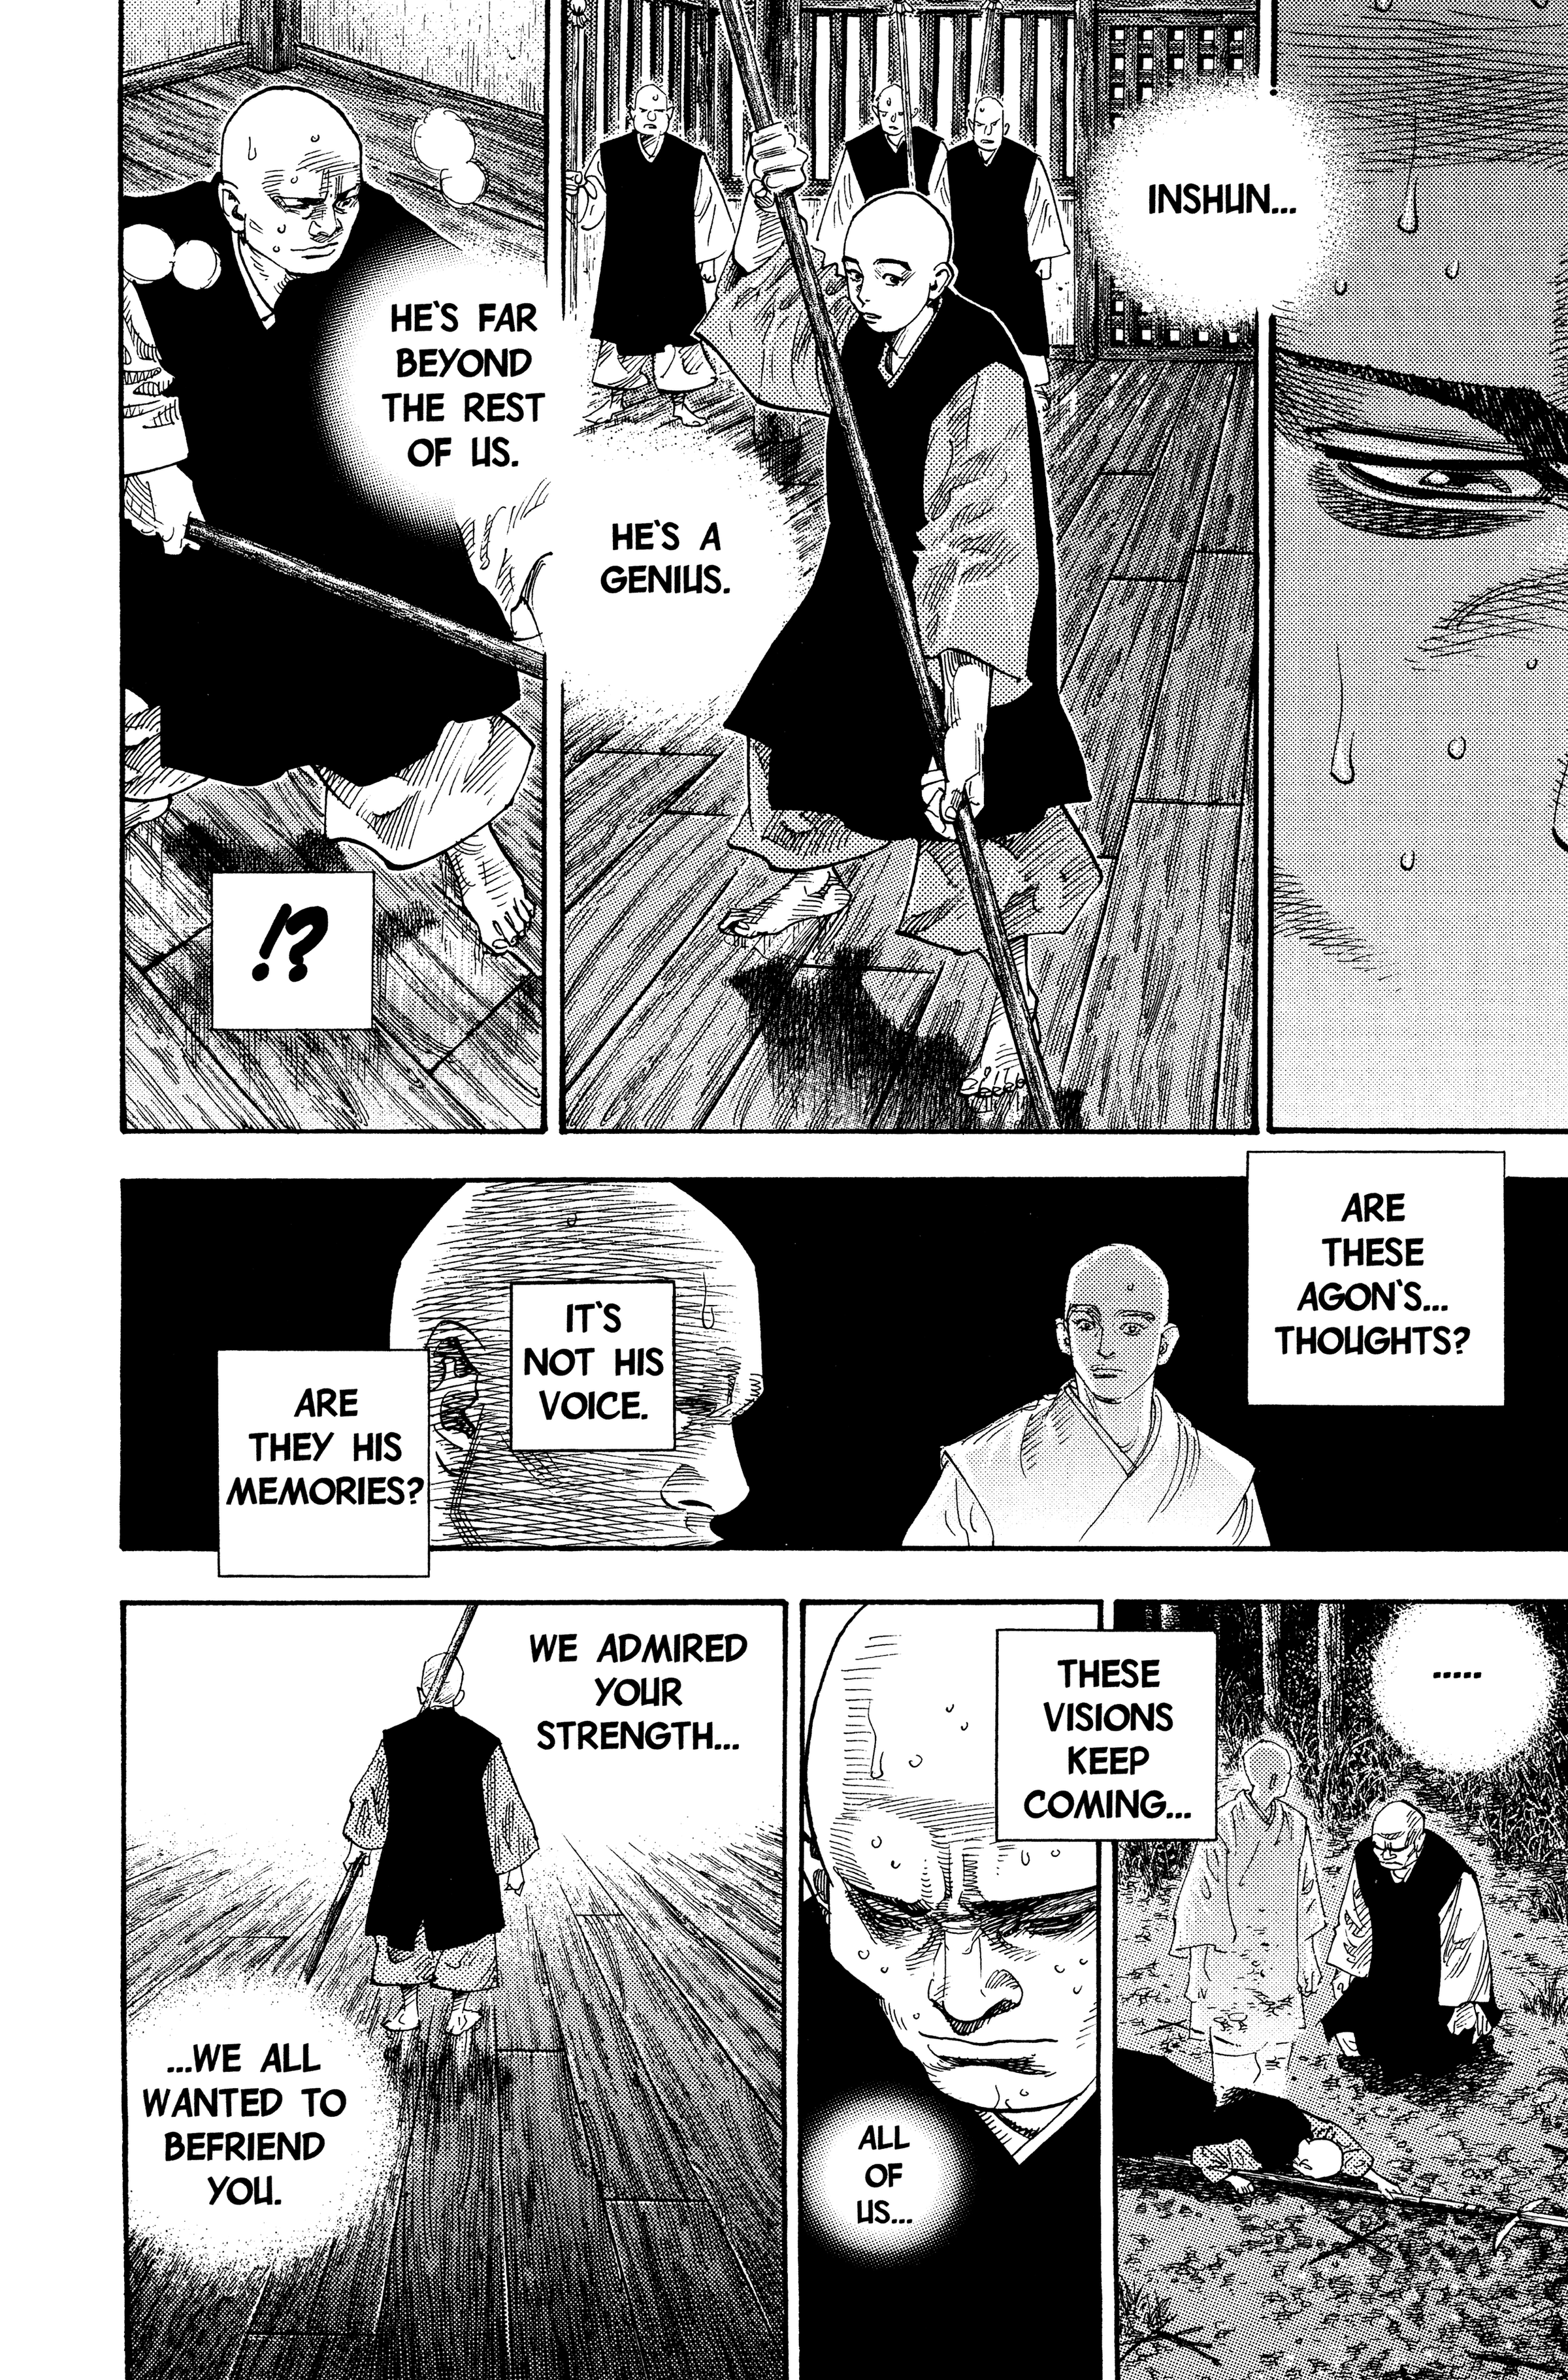 INSHUN...
HE'S A
GENIUS.
HE'S FAR
BEYOND
THE REST
OF US.
!?
ARE
THESE
AGON'S...
THOUGHTS?
IT'S
NOT HIS
VOICE.
ARE
THEY HIS
MEMORIES?
.....
THESE
VISIONS
KEEP
COMING...
ALL
OF
US...
WE ADMIRED
YOUR
STRENGTH...
...WE ALL
WANTED TO
BEFRIEND
YOU.